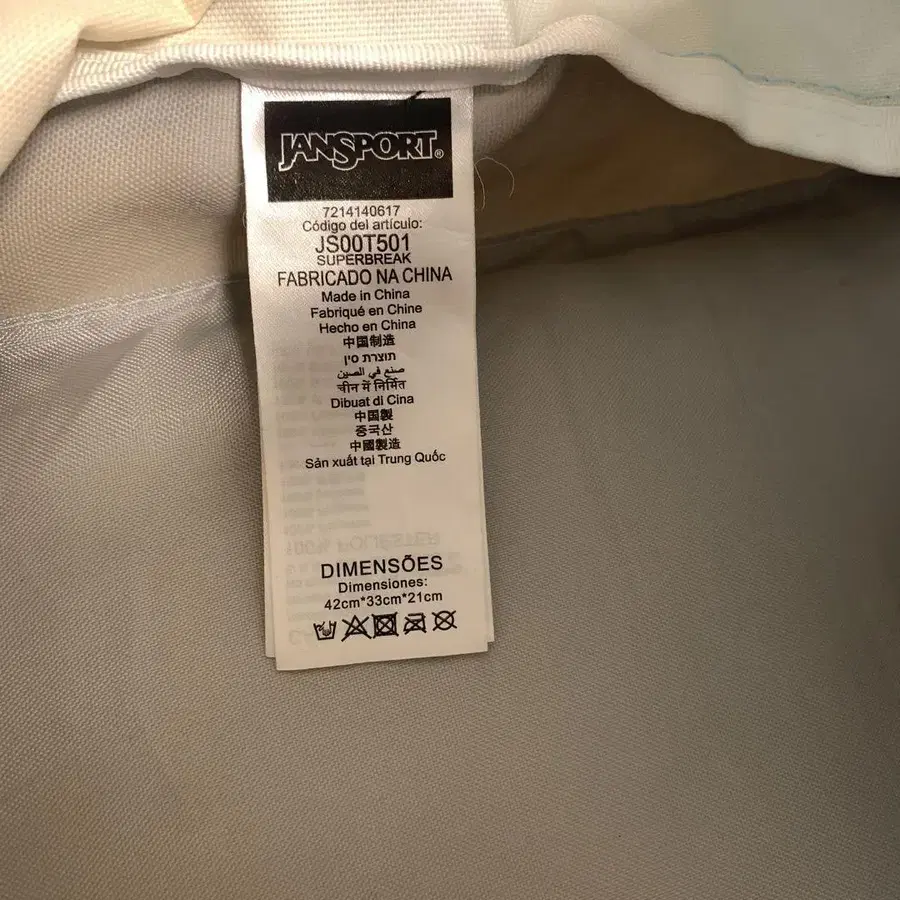 JANSPORT®
7214140617
Código del artículo:
JS00T501
SUPERBREAK
FABRICADO NA CHINA
Made in China
Fabriqué en Chine
Hecho en China
中国制造
תוצרת סין
صنع في الصين
चीन में निर्मित
Dibuat di Cina
中国製
중국산
中國製造
Sản xuất tại Trung Quốc
100% POLIÉSTER
DIMENSÕES
Dimensiones:
42cm*33cm*21cm